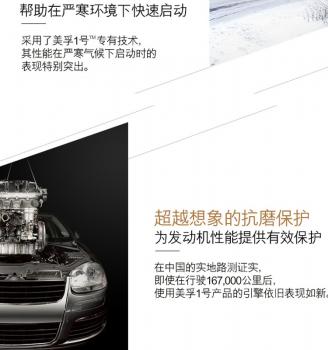 帮助在严寒环境下快速启动
采用了美孚1号™专有技术,
其性能在严寒气候下启动时的
表现特别突出。
超越想象的抗磨保护
为发动机性能提供有效保护
在中国的实地路测证实,
即使在行驶167,000公里后,
使用美孚1号产品的引擎依旧表现如新。